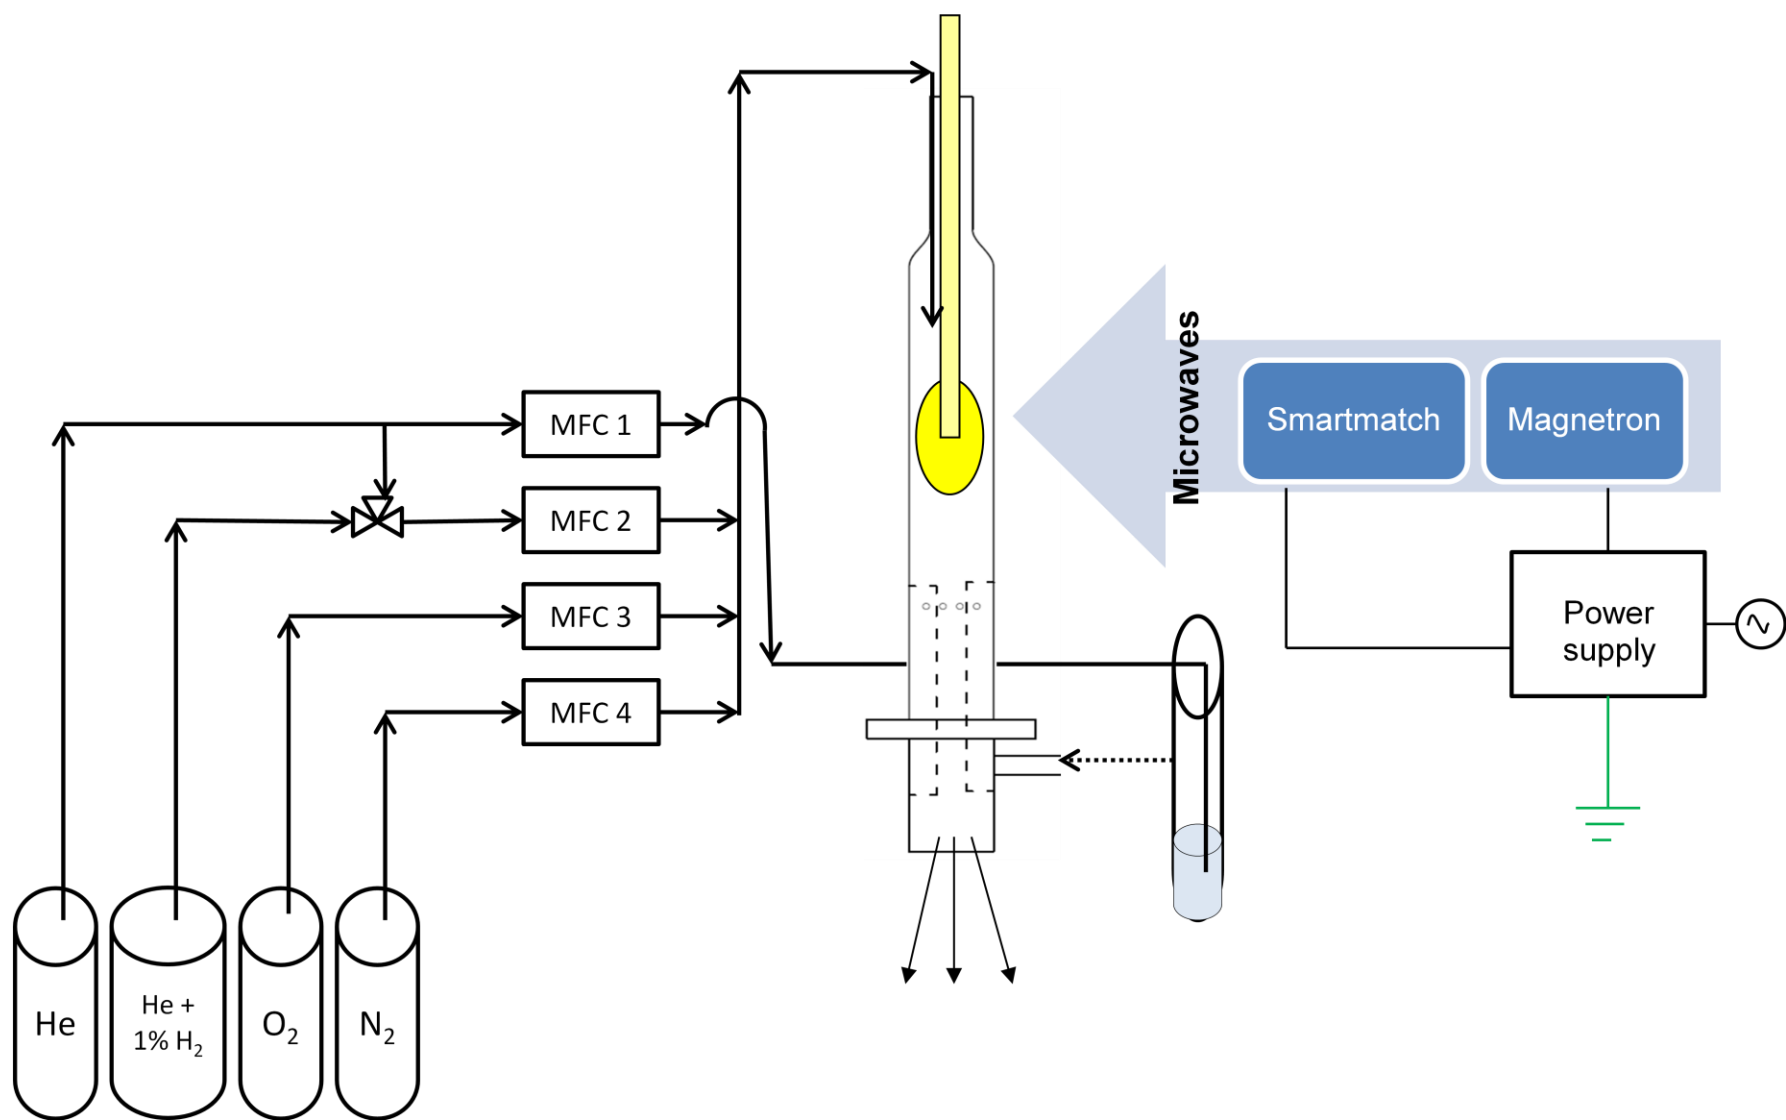 MFC 1
MFC 2
MFC 3
MFC 4
He
He +
1% H₂
O₂
N₂
Microwaves
Smartmatch
Magnetron
Power
supply